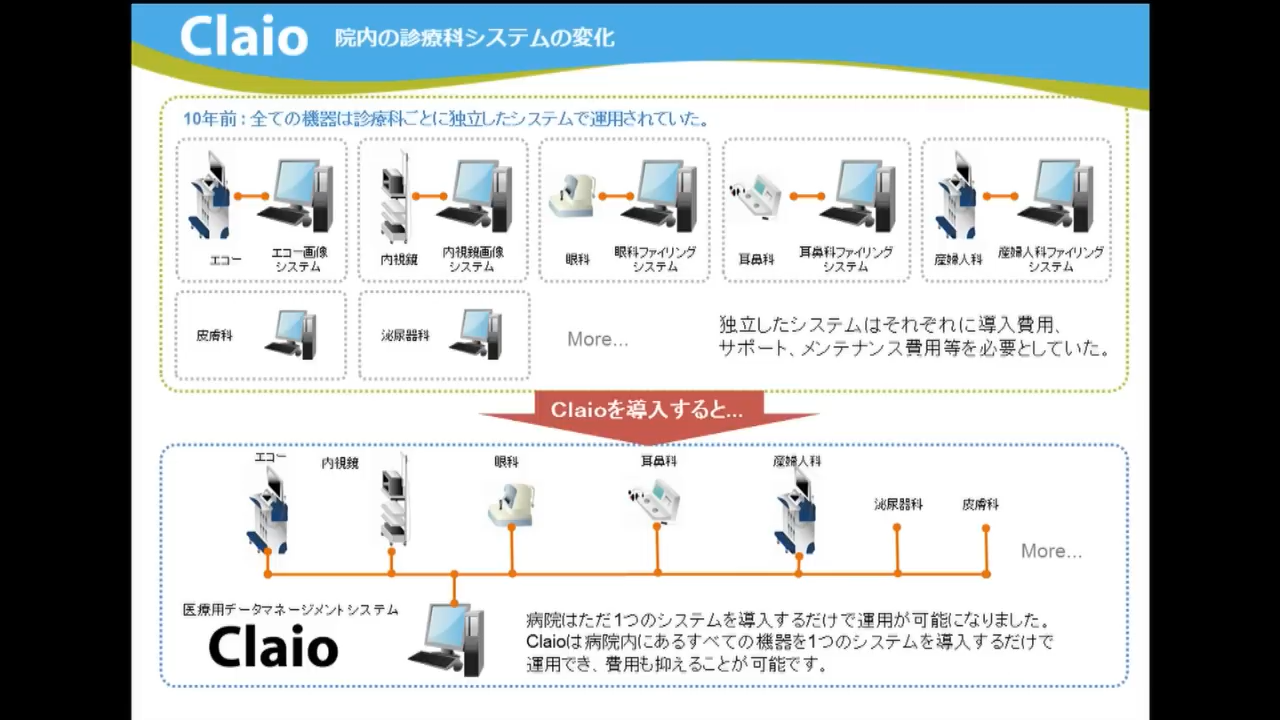 Claio 院内の診療科システムの変化
10年前:全ての機器は診療科ごとに独立したシステムで運用されていた。
エコー
エコー画像
システム
内視鏡
内視鏡画像
システム
眼科
眼科ファイリング
システム
耳鼻科
耳鼻科ファイリング
システム
産婦人科
産婦人科ファイリング
システム
皮膚科
泌尿器科
More...
独立したシステムはそれぞれに導入費用、
サポート、メンテナンス費用等を必要としていた。
Claioを導入すると...
エコー
内視鏡
眼科
耳鼻科
産婦人科
泌尿器科
皮膚科
More...
医療用データマネージメントシステム
Claio
病院はただ1つのシステムを導入するだけで運用が可能になりました。
Claioは病院内にあるすべての機器を1つのシステムを導入するだけで
運用でき、費用も抑えることが可能です。